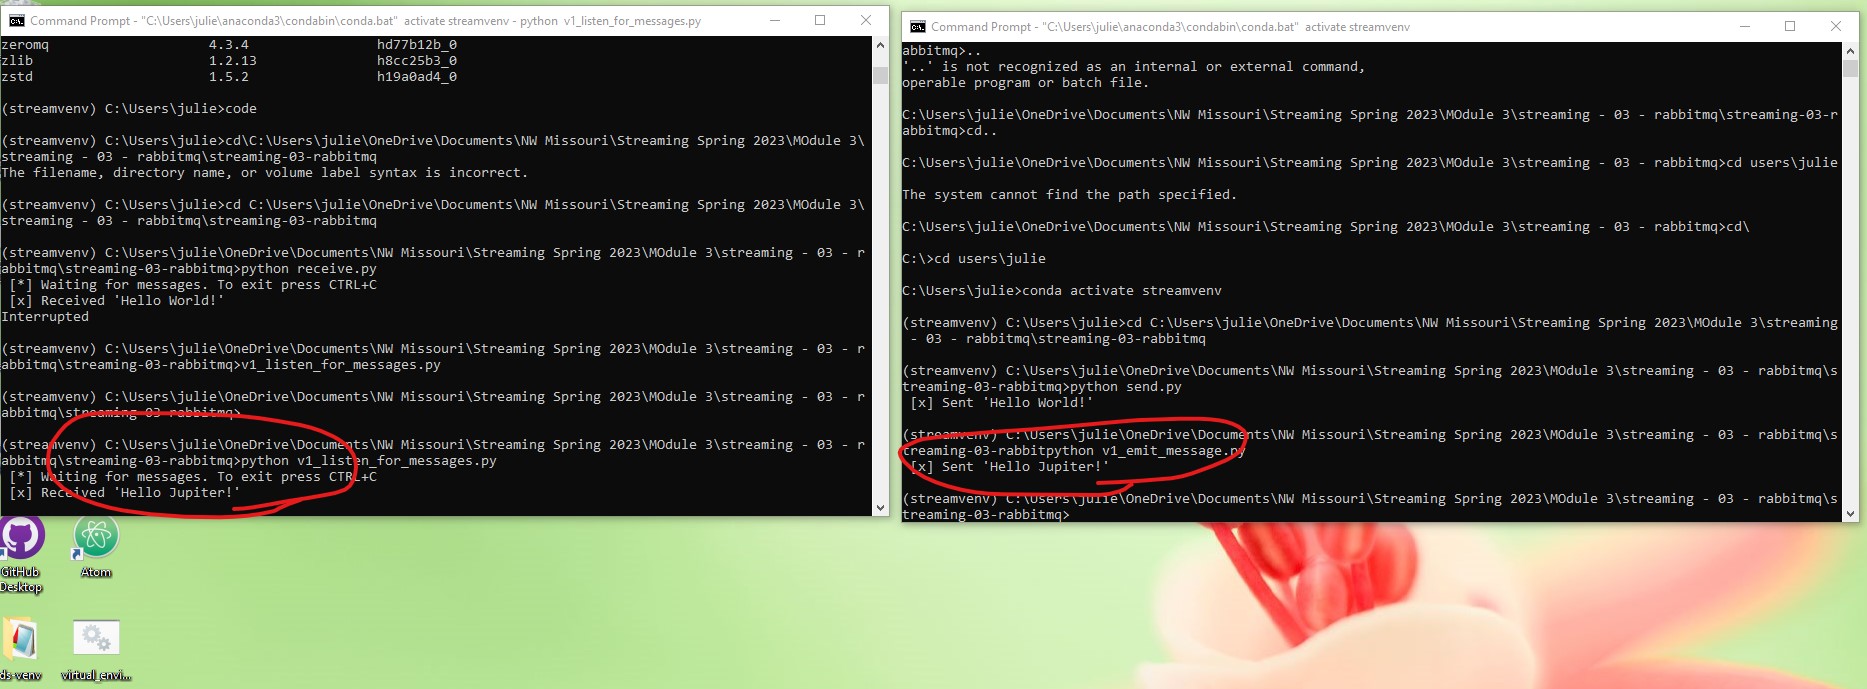 Command Prompt - "C:\Users\julie\anaconda3\condabin\conda.bat"  activate streamvenv - python  v1_listen_for_messages.py
zeromq                    4.3.4                hd77b12b_0
zlib                      1.2.13               h8cc25b3_0
zstd                      1.5.2                h19a0ad4_0
(streamvenv) C:\Users\julie>code
(streamvenv) C:\Users\julie>cd\C:\Users\julie\OneDrive\Documents\NW Missouri\Streaming Spring 2023\MOdule 3\
streaming - 03 - rabbitmq\streaming-03-rabbitmq
The filename, directory name, or volume label syntax is incorrect.
(streamvenv) C:\Users\julie>cd C:\Users\julie\OneDrive\Documents\NW Missouri\Streaming Spring 2023\MOdule 3\
streaming - 03 - rabbitmq\streaming-03-rabbitmq
(streamvenv) C:\Users\julie\OneDrive\Documents\NW Missouri\Streaming Spring 2023\MOdule 3\streaming - 03 - r
abbitmq\streaming-03-rabbitmq>python receive.py
 [*] Waiting for messages. To exit press CTRL+C
 [x] Received 'Hello World!'
Interrupted
(streamvenv) C:\Users\julie\OneDrive\Documents\NW Missouri\Streaming Spring 2023\MOdule 3\streaming - 03 - r
abbitmq\streaming-03-rabbitmq>v1_listen_for_messages.py
(streamvenv) C:\Users\julie\OneDrive\Documents\NW Missouri\Streaming Spring 2023\MOdule 3\streaming - 03 - r
abbitmq\streaming-03-rabbitmq>
(streamvenv) C:\Users\julie\OneDrive\Documents\NW Missouri\Streaming Spring 2023\MOdule 3\streaming - 03 - r
abbitmq\streaming-03-rabbitmq>python v1_listen_for_messages.py
 [*] Waiting for messages. To exit press CTRL+C
 [x] Received 'Hello Jupiter!'
Command Prompt - "C:\Users\julie\anaconda3\condabin\conda.bat"  activate streamvenv
abbitmq>..
'..' is not recognized as an internal or external command,
operable program or batch file.
C:\Users\julie\OneDrive\Documents\NW Missouri\Streaming Spring 2023\MOdule 3\streaming - 03 - rabbitmq\streaming-03-r
abbitmq>cd..
C:\Users\julie\OneDrive\Documents\NW Missouri\Streaming Spring 2023\MOdule 3\streaming - 03 - rabbitmq>cd users\julie
The system cannot find the path specified.
C:\Users\julie\OneDrive\Documents\NW Missouri\Streaming Spring 2023\MOdule 3\streaming - 03 - rabbitmq>cd\
C:\>cd users\julie
C:\Users\julie>conda activate streamvenv
(streamvenv) C:\Users\julie>cd C:\Users\julie\OneDrive\Documents\NW Missouri\Streaming Spring 2023\MOdule 3\streaming
 - 03 - rabbitmq\streaming-03-rabbitmq
(streamvenv) C:\Users\julie\OneDrive\Documents\NW Missouri\Streaming Spring 2023\MOdule 3\streaming - 03 - rabbitmq\s
treaming-03-rabbitmq>python send.py
 [x] Sent 'Hello World!'
(streamvenv) C:\Users\julie\OneDrive\Documents\NW Missouri\Streaming Spring 2023\MOdule 3\streaming - 03 - rabbitmq\s
treaming-03-rabbitpython v1_emit_message.py
 [x] Sent 'Hello Jupiter!'
(streamvenv) C:\Users\julie\OneDrive\Documents\NW Missouri\Streaming Spring 2023\MOdule 3\streaming - 03 - rabbitmq\s
treaming-03-rabbitmq>
GitHub
Desktop
Atom
ds-venv
virtual_envi...